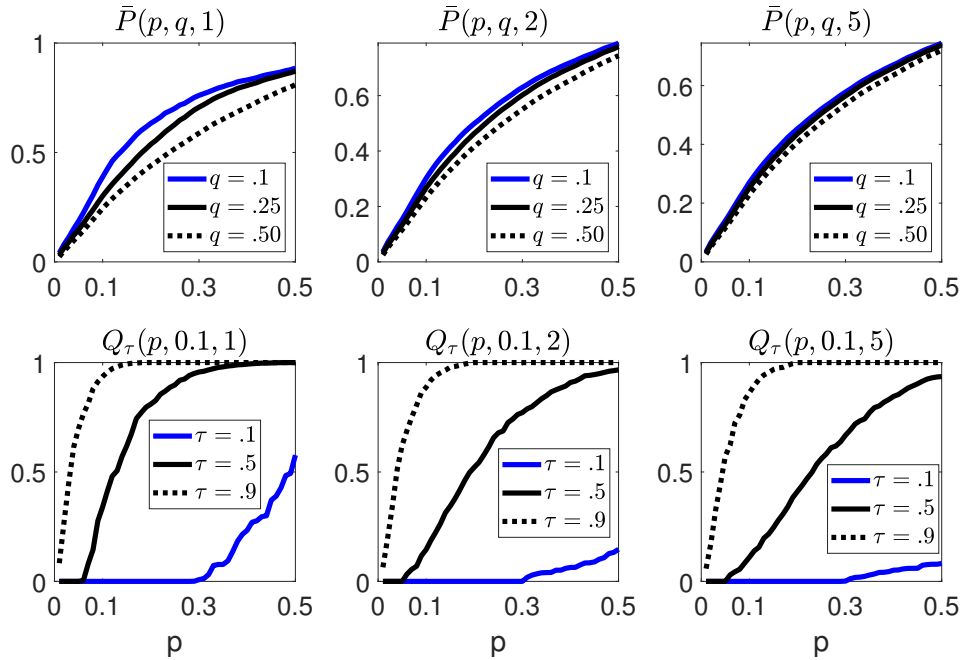 P̄(p, q, 1)
1
0.5
0
0 0.1 0.3 0.5
q = .1
q = .25
q = .50
P̄(p, q, 2)
0.6
0.4
0.2
0
0 0.1 0.3 0.5
q = .1
q = .25
q = .50
P̄(p, q, 5)
0.6
0.4
0.2
0
0 0.1 0.3 0.5
q = .1
q = .25
q = .50
Qτ(p, 0.1, 1)
1
0.5
0
0 0.1 0.3 0.5
p
τ = .1
τ = .5
τ = .9
Qτ(p, 0.1, 2)
1
0.5
0
0 0.1 0.3 0.5
p
τ = .1
τ = .5
τ = .9
Qτ(p, 0.1, 5)
1
0.5
0
0 0.1 0.3 0.5
p
τ = .1
τ = .5
τ = .9